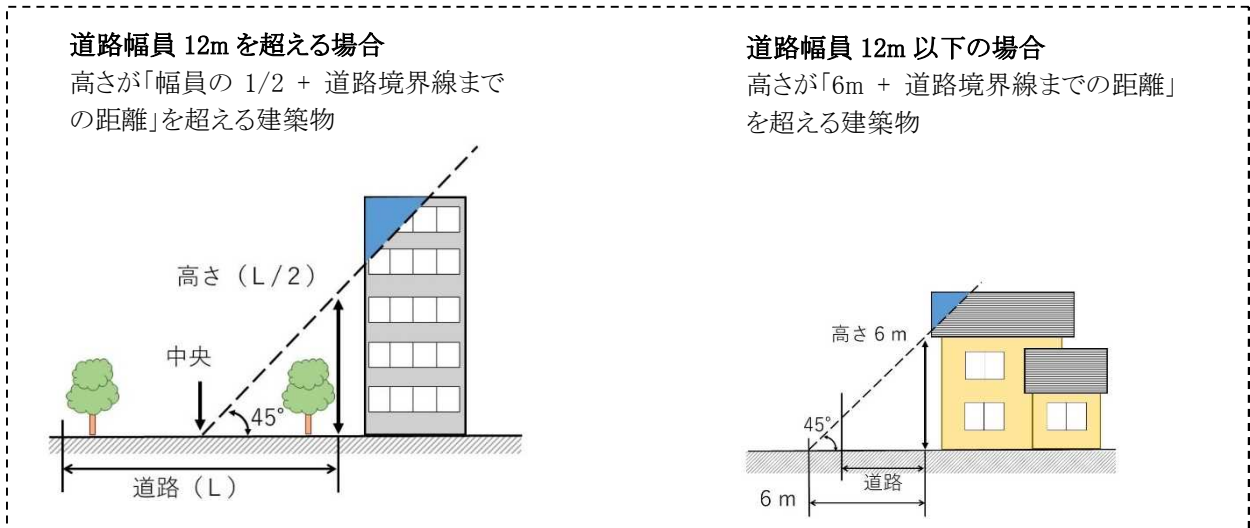 道路幅員 12m を超える場合
高さが「幅員の 1/2 + 道路境界線まで
の距離」を超える建築物
高さ（L/2）
中央
45°
道路（L）
道路幅員 12m 以下の場合
高さが「6m + 道路境界線までの距離」
を超える建築物
高さ 6 m
45°
道路
6 m